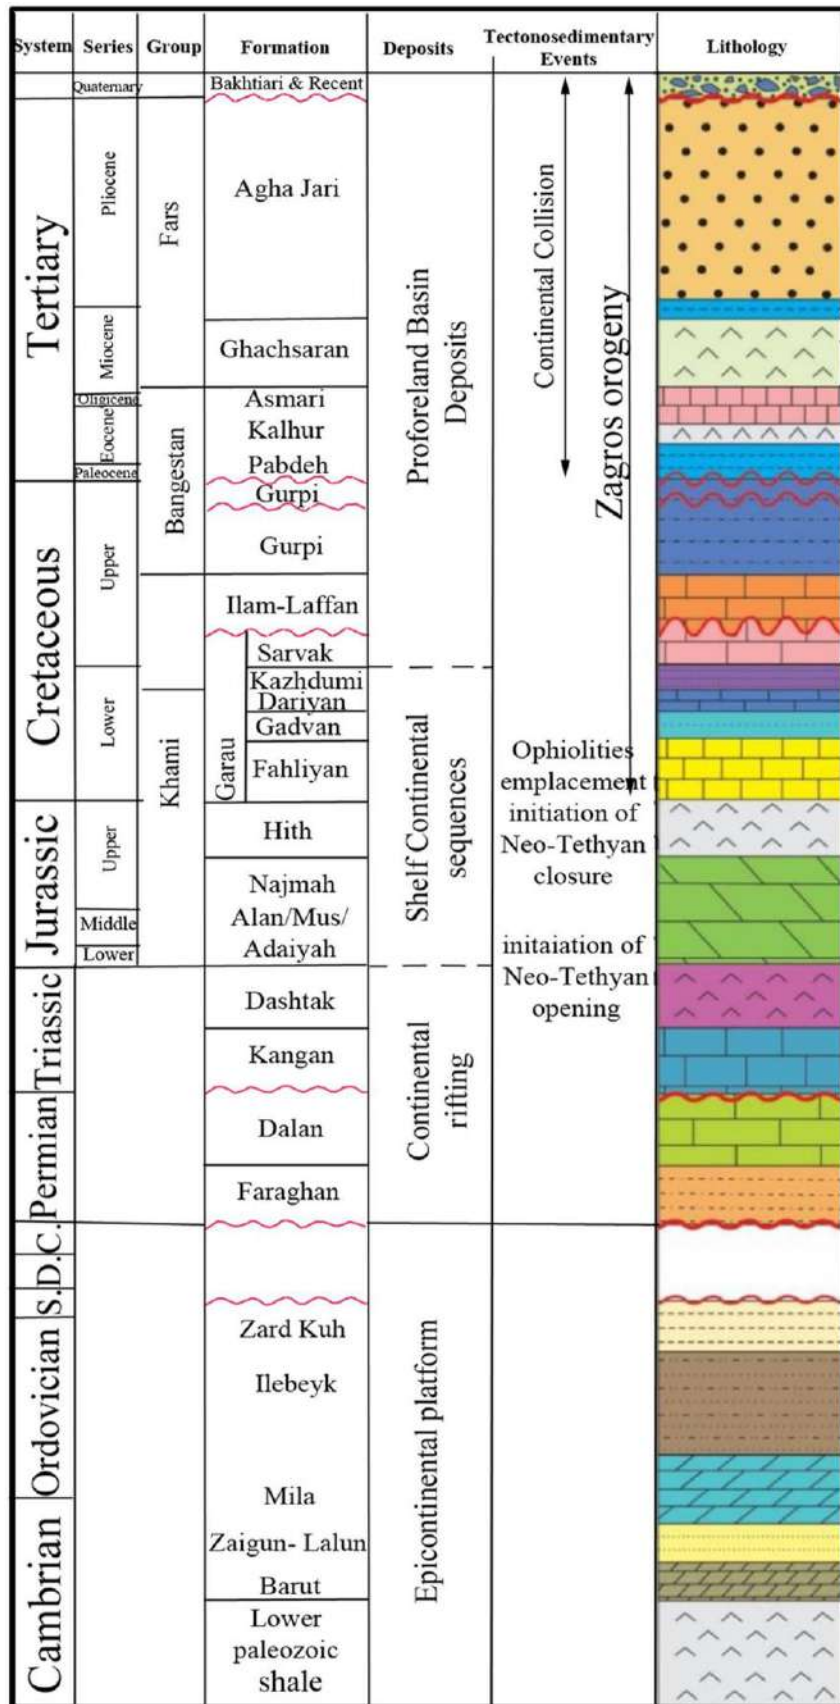 System
Series
Group
Formation
Deposits
Tectonosedimentary
Events
Lithology
Quaternary
Bakhtiari & Recent
Tertiary
Pliocene
Miocene
Oligicene
Eocene
Paleocene
Fars
Bangestan
Agha Jari
Ghachsaran
Asmari
Kalhur
Pabdeh
Gurpi
Gurpi
Proforeland Basin
Deposits
Continental Collision
Zagros orogeny
Cretaceous
Upper
Lower
Khami
Ilam-Laffan
Sarvak
Kazhdumi
Dariyan
Gadvan
Fahliyan
Garau
Shelf Continental
sequences
Ophiolities
emplacement
initiation of
Neo-Tethyan
closure
Jurassic
Upper
Middle
Lower
Hith
Najmah
Alan/Mus/
Adaiyah
initaiation of
Neo-Tethyan
opening
Triassic
Dashtak
Kangan
Continental
rifting
Permian
Dalan
Faraghan
S.D.C.
Ordovician
Zard Kuh
Ilebeyk
Mila
Epicontinental platform
Cambrian
Zaigun- Lalun
Barut
Lower
paleozoic
shale